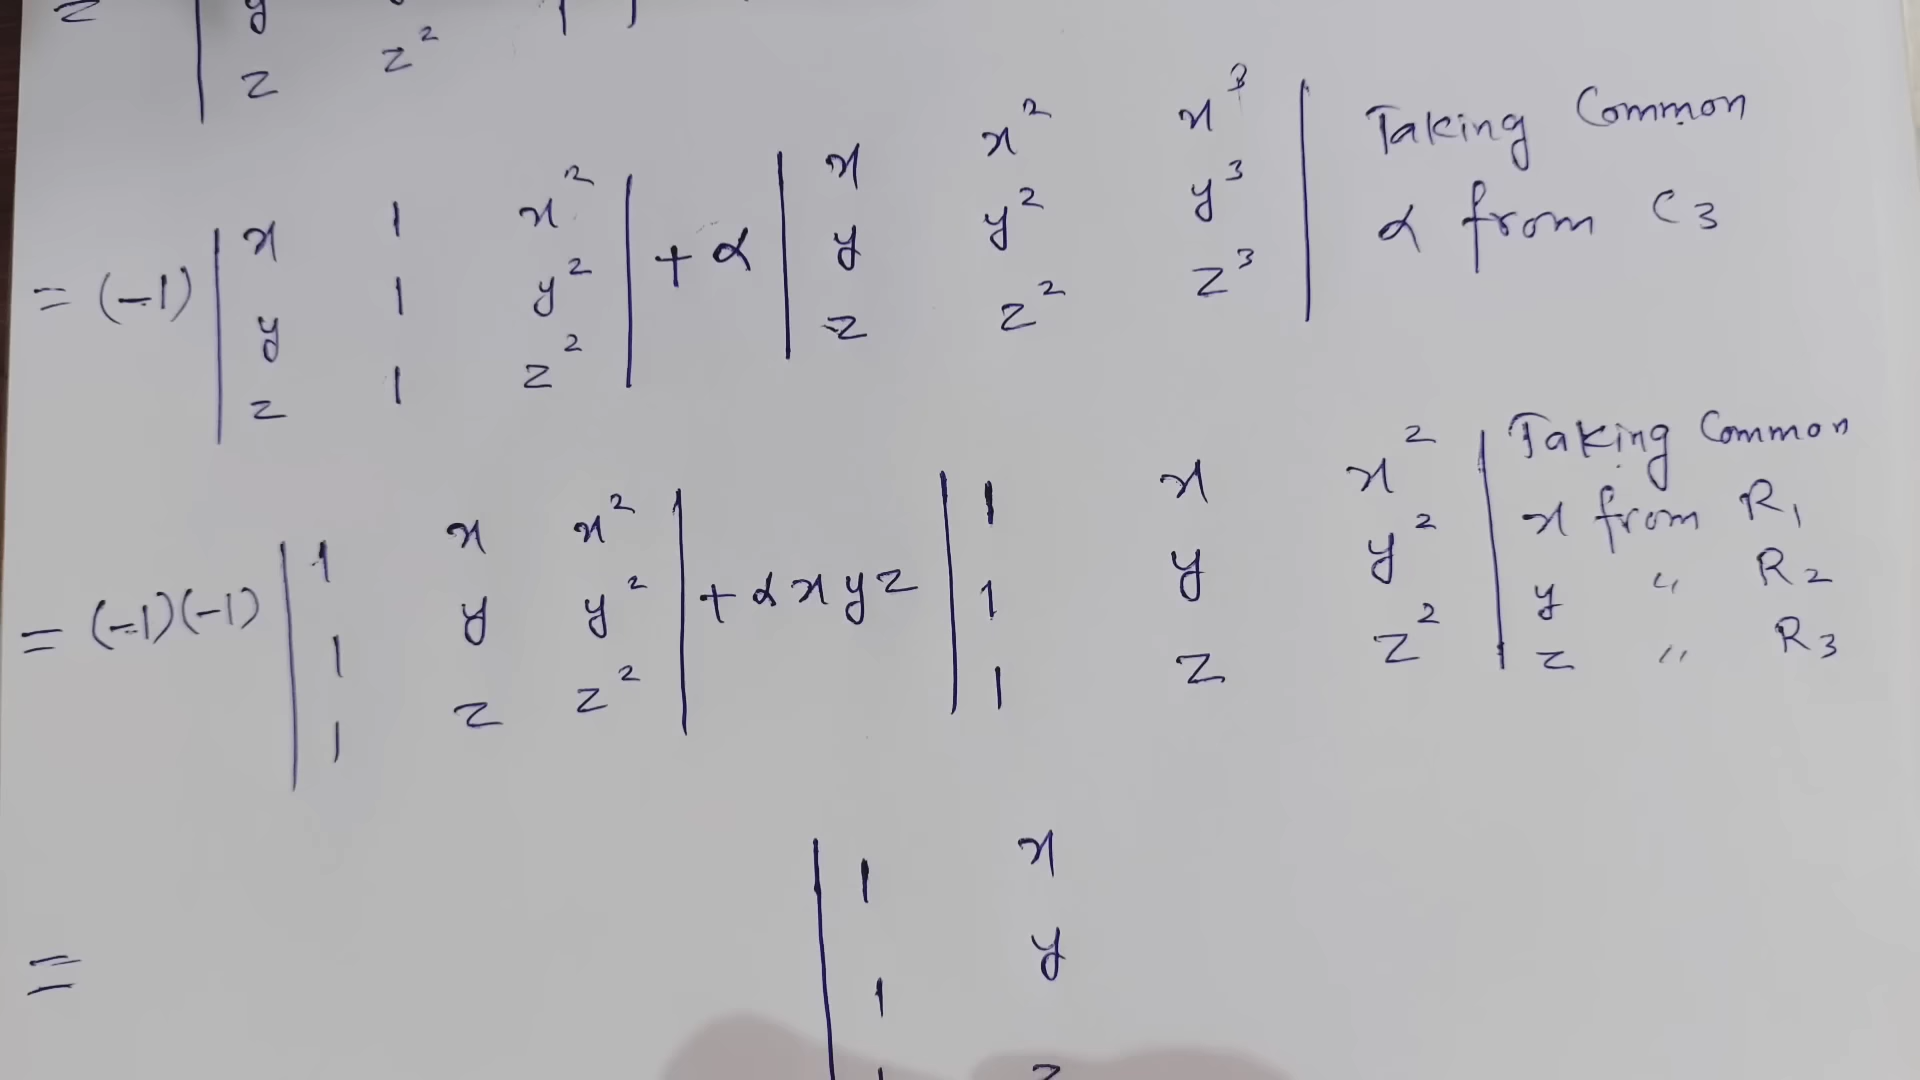 = | y
z z² 1 |
= (-1) | x 1 x² | + α | x x² x³ | Taking Common
y 1 y² y y² y³ α from C3
z 1 z² z z² z³
= (-1)(-1) | 1 x x² | + αxyz | 1 x x² | Taking Common
1 y y² 1 y y² x from R₁
1 z z² 1 z z² y " R₂
z " R3
= | 1 x
1 y
1 z